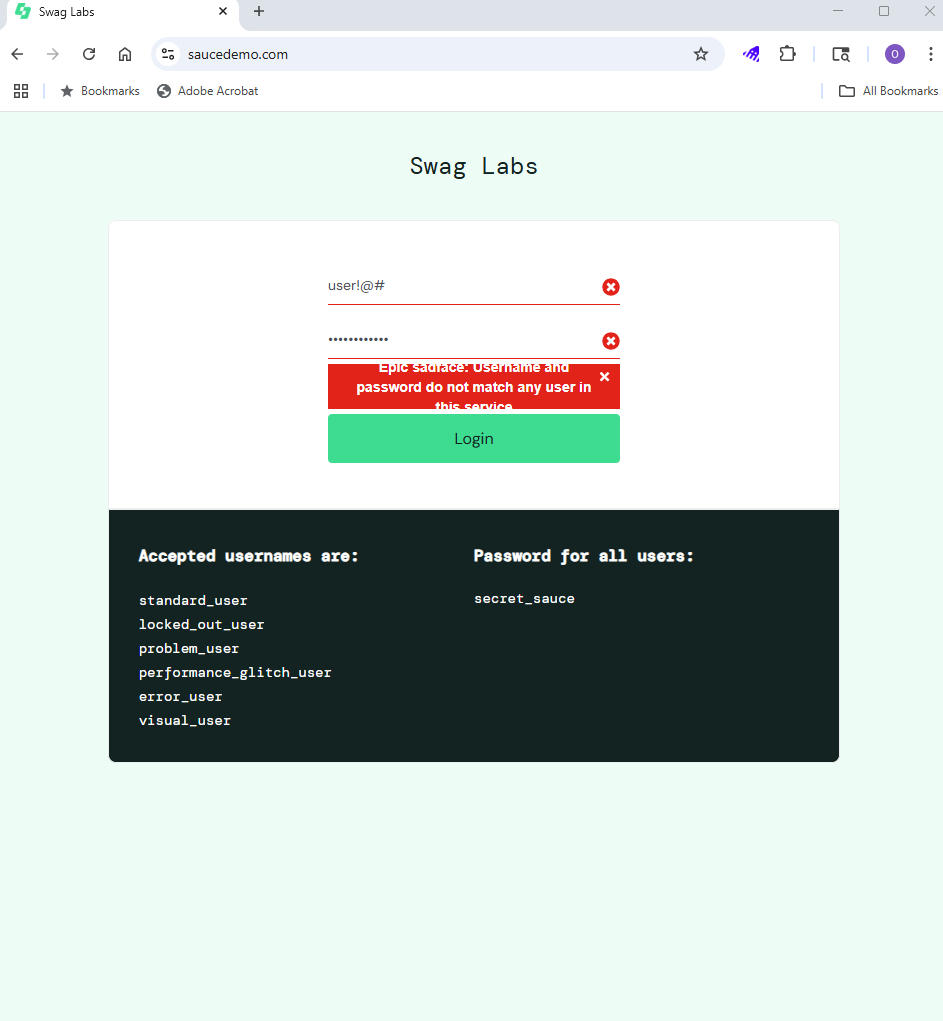 Swag Labs
saucedemo.com
O
Bookmarks
Adobe Acrobat
All Bookmarks
Swag Labs
user!@#
••••••••••••
Epic sadface: Username and
password do not match any user in
this service
Login
Accepted usernames are:
standard_user
locked_out_user
problem_user
performance_glitch_user
error_user
visual_user
Password for all users:
secret_sauce